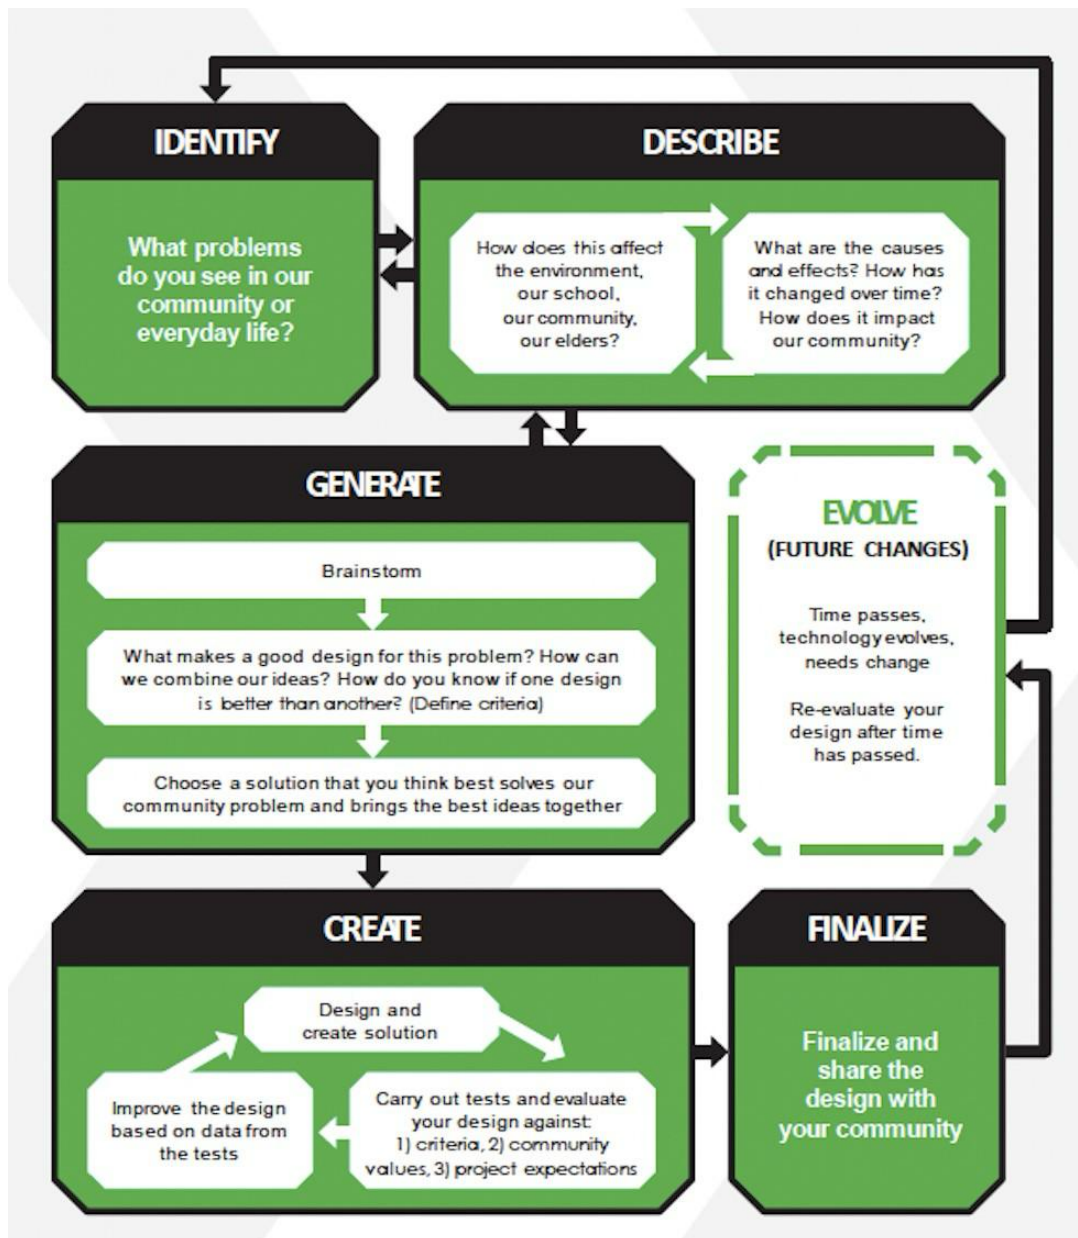 IDENTIFY
What problems
do you see in our
community or
everyday life?
DESCRIBE
How does this affect
the environment,
our school,
our community,
our elders?
What are the causes
and effects? How has
it changed over time?
How does it impact
our community?
GENERATE
Brainstorm
What makes a good design for this problem? How can
we combine our ideas? How do you know if one design
is better than another? (Define criteria)
Choose a solution that you think best solves our
community problem and brings the best ideas together
EVOLVE
(FUTURE CHANGES)
Time passes,
technology evolves,
needs change
Re-evaluate your
design after time
has passed.
CREATE
Design and
create solution
Carry out tests and evaluate
your design against:
1) criteria, 2) community
values, 3) project expectations
Improve the design
based on data from
the tests
FINALIZE
Finalize and
share the
design with
your community